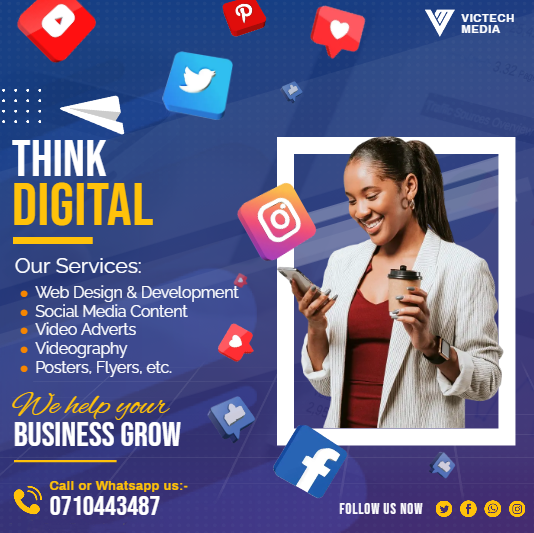 VICTECH
MEDIA
THINK
DIGITAL
Our Services:
Web Design & Development
Social Media Content
Video Adverts
Videography
Posters, Flyers, etc.
We help your
BUSINESS GROW
Call or Whatsapp us:-
0710443487
FOLLOW US NOW